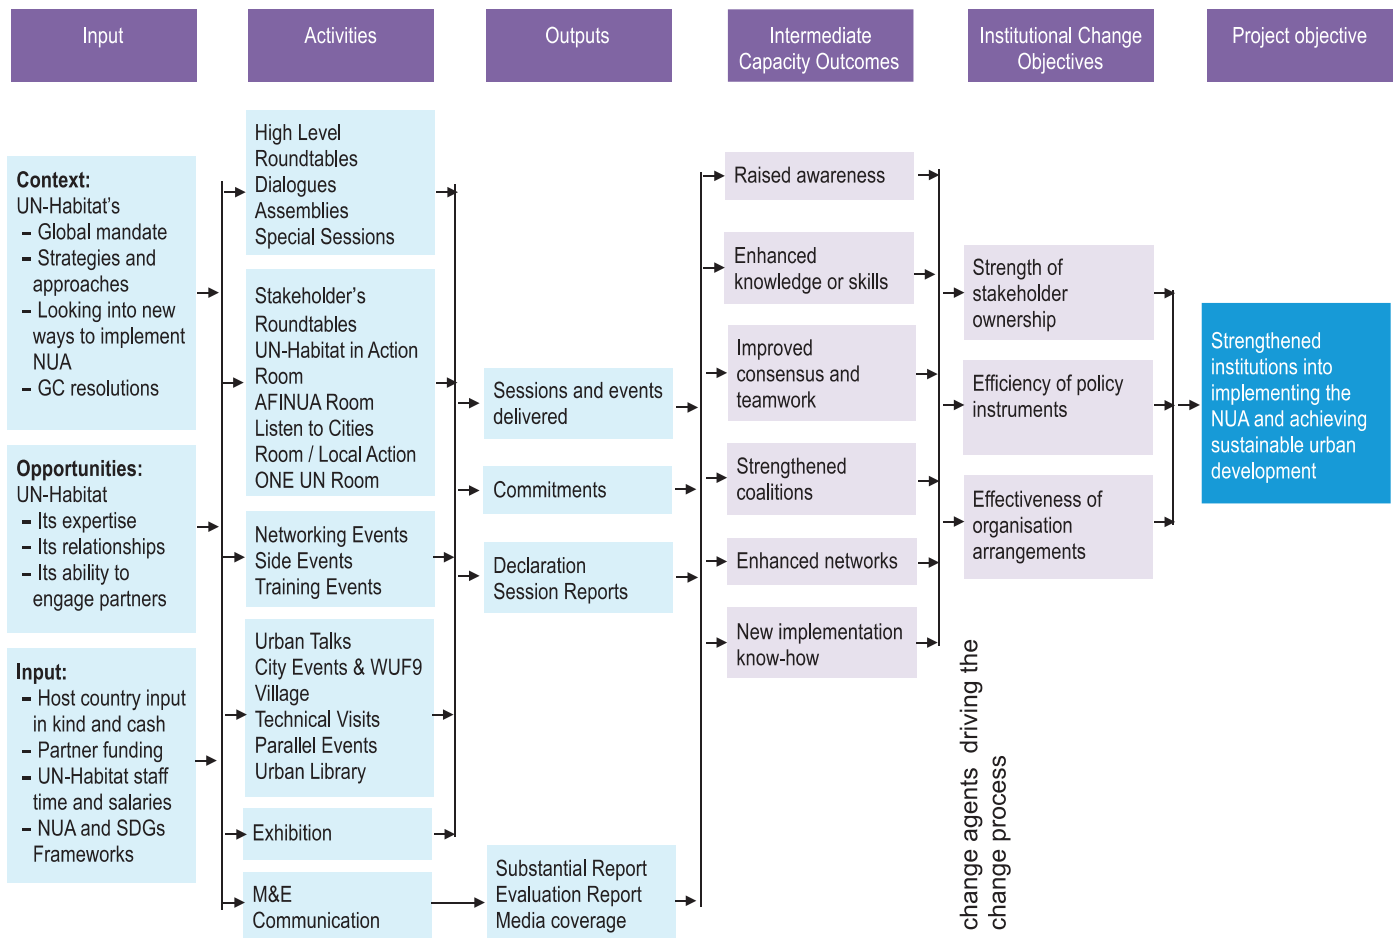 Input
Activities
Outputs
Intermediate
Capacity Outcomes
Institutional Change
Objectives
Project objective
Context:
UN-Habitat's
– Global mandate
– Strategies and
approaches
– Looking into new
ways to implement
NUA
– GC resolutions
Opportunities:
UN-Habitat
– Its expertise
– Its relationships
– Its ability to
engage partners
Input:
– Host country input
in kind and cash
– Partner funding
– UN-Habitat staff
time and salaries
– NUA and SDGs
Frameworks
High Level
Roundtables
Dialogues
Assemblies
Special Sessions
Stakeholder's
Roundtables
UN-Habitat in Action
Room
AFINUA Room
Listen to Cities
Room / Local Action
ONE UN Room
Networking Events
Side Events
Training Events
Urban Talks
City Events & WUF9
Village
Technical Visits
Parallel Events
Urban Library
Exhibition
M&E
Communication
Sessions and events
delivered
Commitments
Declaration
Session Reports
Substantial Report
Evaluation Report
Media coverage
Raised awareness
Enhanced
knowledge or skills
Improved
consensus and
teamwork
Strengthened
coalitions
Enhanced networks
New implementation
know-how
Strength of
stakeholder
ownership
Efficiency of policy
instruments
Effectiveness of
organisation
arrangements
change agents driving the
change process
Strengthened
institutions into
implementing the
NUA and achieving
sustainable urban
development